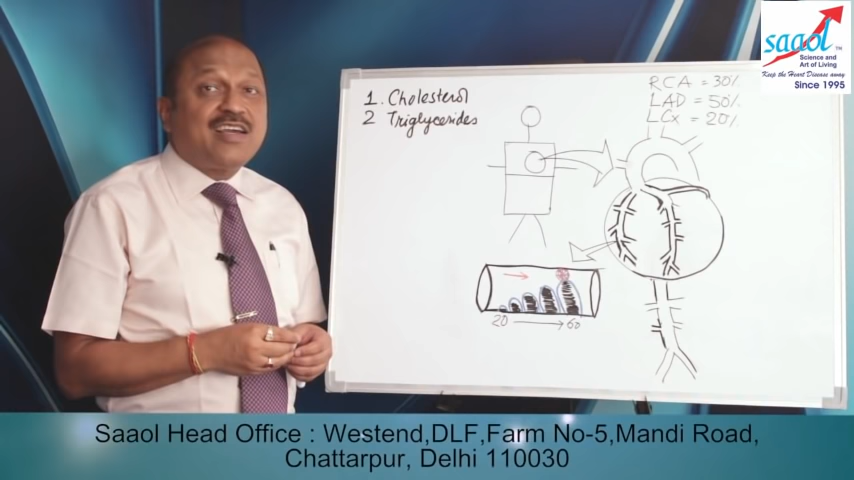 saaol TM
Science and
Art of Living
Keep the Heart Disease away
Since 1995
1. Cholesterol
2 Triglycerides
RCA = 30%
LAD = 50%
LCx = 20%
20 → 60
Saaol Head Office : Westend,DLF,Farm No-5,Mandi Road,
Chattarpur, Delhi 110030